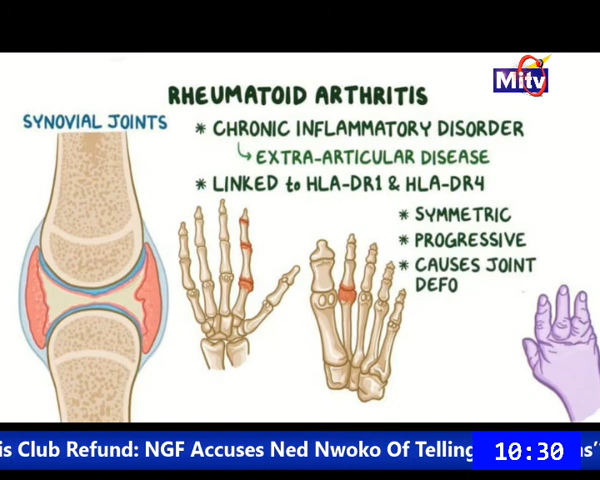 Mitv
RHEUMATOID ARTHRITIS
SYNOVIAL JOINTS
* CHRONIC INFLAMMATORY DISORDER
EXTRA-ARTICULAR DISEASE
* LINKED to HLA-DR1 & HLA-DR4
* SYMMETRIC
* PROGRESSIVE
* CAUSES JOINT
DEFO
is Club Refund: NGF Accuses Ned Nwoko Of Telling
10:30